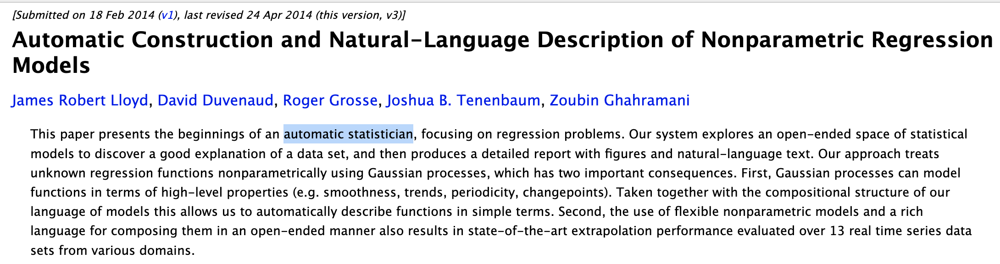 [Submitted on 18 Feb 2014 (v1), last revised 24 Apr 2014 (this version, v3)]
Automatic Construction and Natural-Language Description of Nonparametric Regression
Models
James Robert Lloyd, David Duvenaud, Roger Grosse, Joshua B. Tenenbaum, Zoubin Ghahramani
This paper presents the beginnings of an automatic statistician, focusing on regression problems. Our system explores an open-ended space of statistical
models to discover a good explanation of a data set, and then produces a detailed report with figures and natural-language text. Our approach treats
unknown regression functions nonparametrically using Gaussian processes, which has two important consequences. First, Gaussian processes can model
functions in terms of high-level properties (e.g. smoothness, trends, periodicity, changepoints). Taken together with the compositional structure of our
language of models this allows us to automatically describe functions in simple terms. Second, the use of flexible nonparametric models and a rich
language for composing them in an open-ended manner also results in state-of-the-art extrapolation performance evaluated over 13 real time series data
sets from various domains.